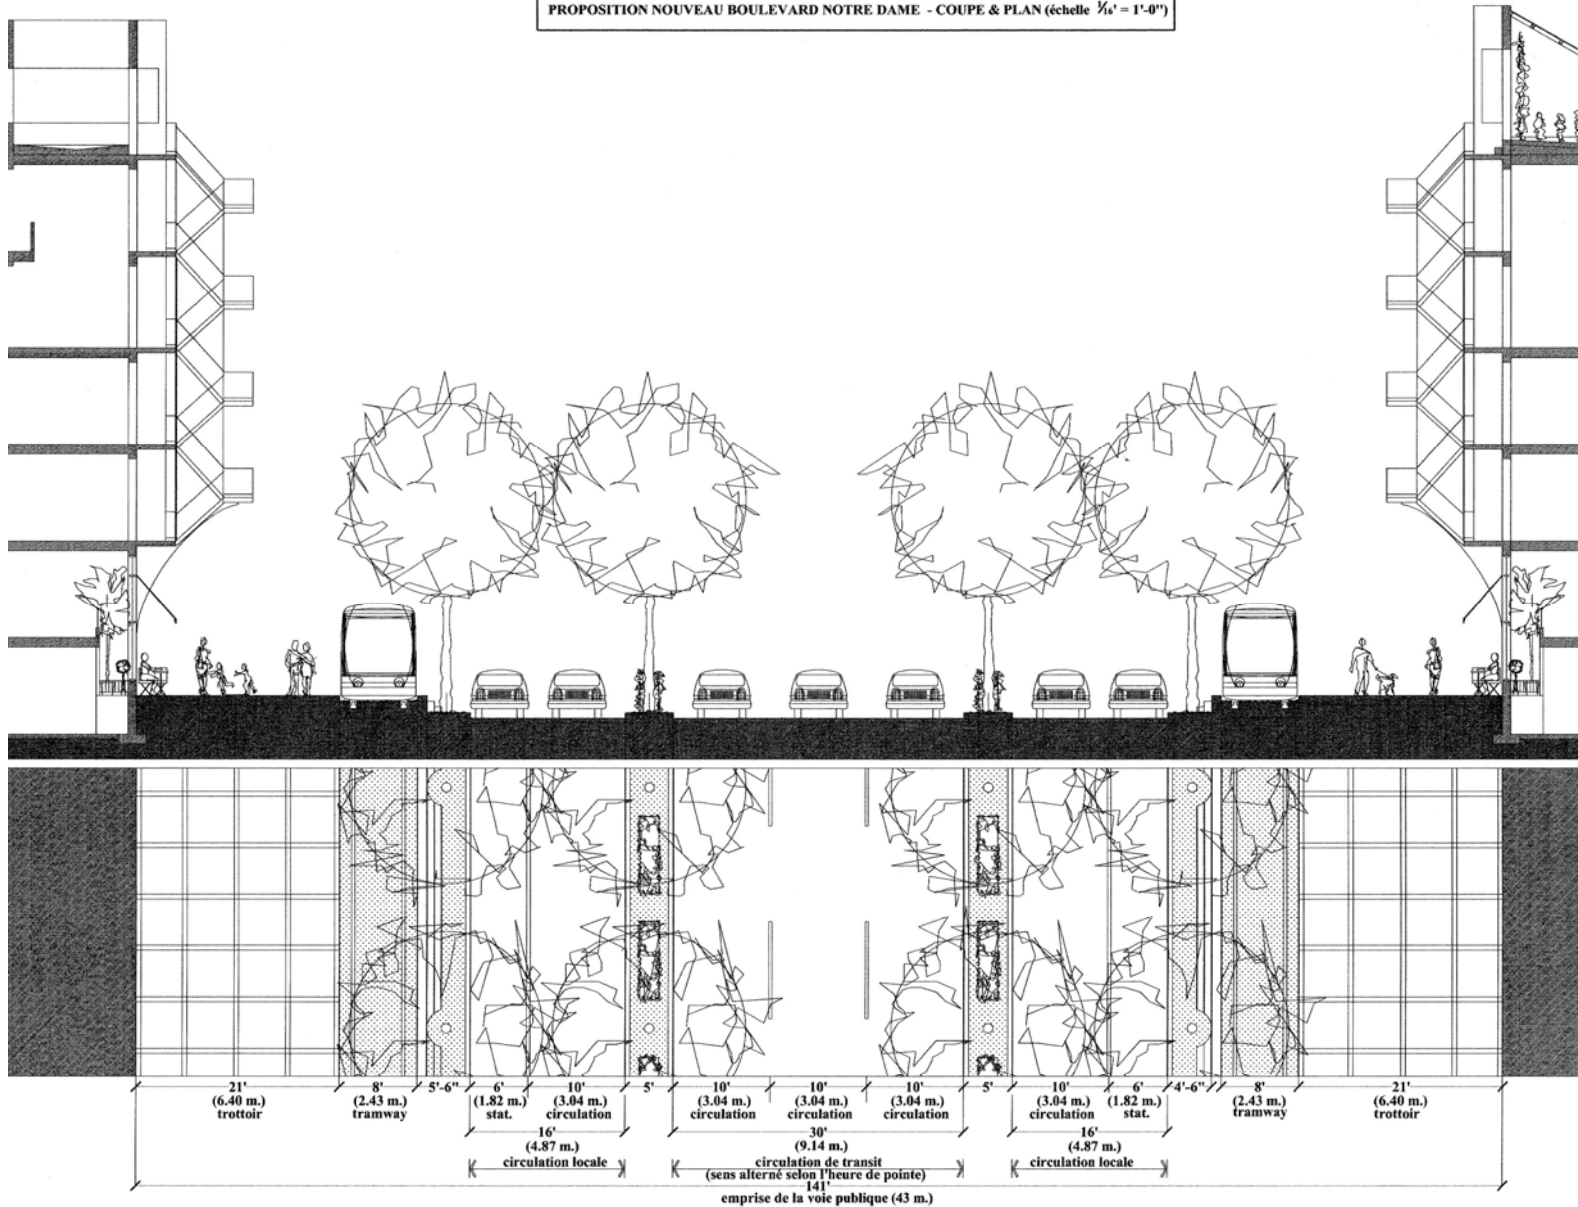 PROPOSITION NOUVEAU BOULEVARD NOTRE DAME - COUPE & PLAN (échelle 1/16' = 1'-0")
21' 8' 5'-6" 6' 10' 5' 10' 10' 10' 5' 10' 6' 4'-6" 8' 21'
(6.40 m.) (2.43 m.) (1.82 m.) (3.04 m.) (3.04 m.) (3.04 m.) (3.04 m.) (3.04 m.) (1.82 m.) (2.43 m.) (6.40 m.)
trottoir tramway stat. circulation circulation circulation circulation circulation stat. tramway trottoir
16' 30' 16'
(4.87 m.) (9.14 m.) (4.87 m.)
circulation locale circulation de transit circulation locale
(sens alterné selon l'heure de pointe)
141'
emprise de la voie publique (43 m.)